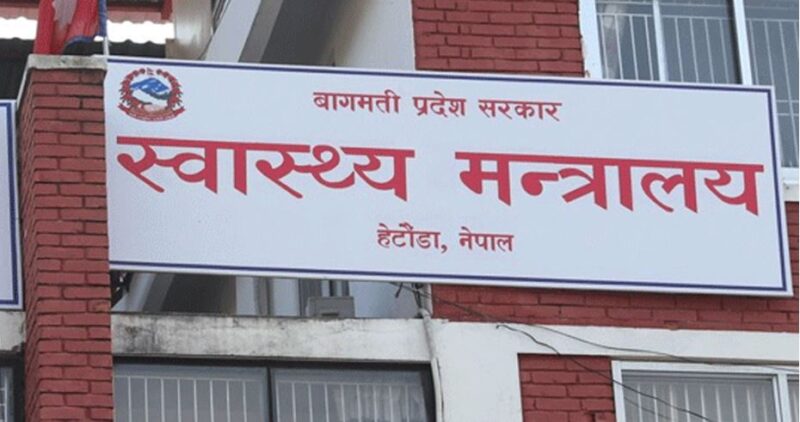 बागमती प्रदेश सरकार
स्वास्थ्य मन्त्रालय
हेटौंडा, नेपाल